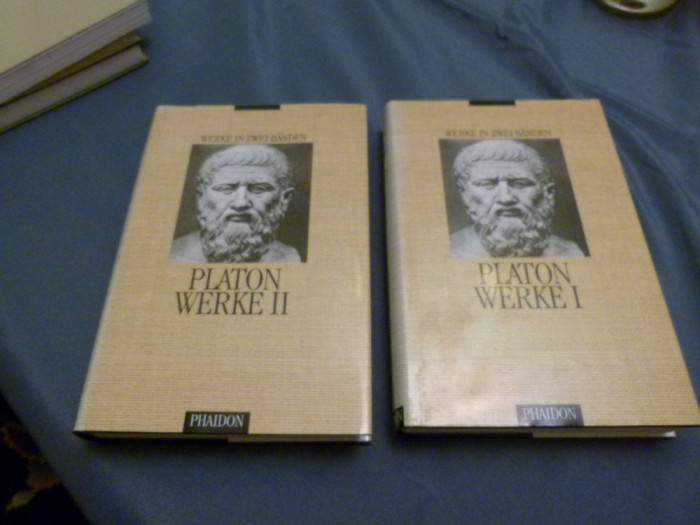 WERKE IN ZWEI BÄNDEN
PLATON
WERKE II
PHAIDON
WERKE IN ZWEI BÄNDEN
PLATON
WERKE I
PHAIDON